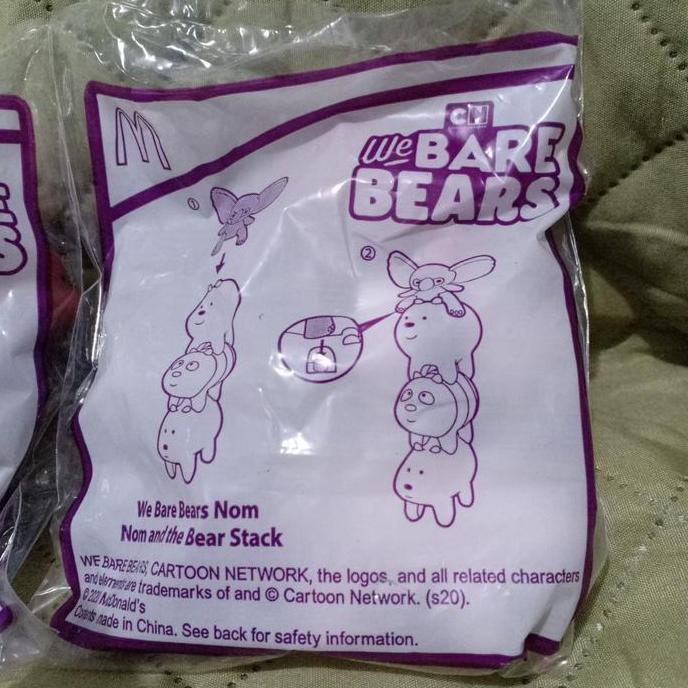 CN
We BARE
BEARS
①
②
We Bare Bears Nom
Nom and the Bear Stack
WE BARE BEARS, CARTOON NETWORK, the logos, and all related characters
and elements are trademarks of and © Cartoon Network. (s20).
© 2020 McDonald's
Contents made in China. See back for safety information.